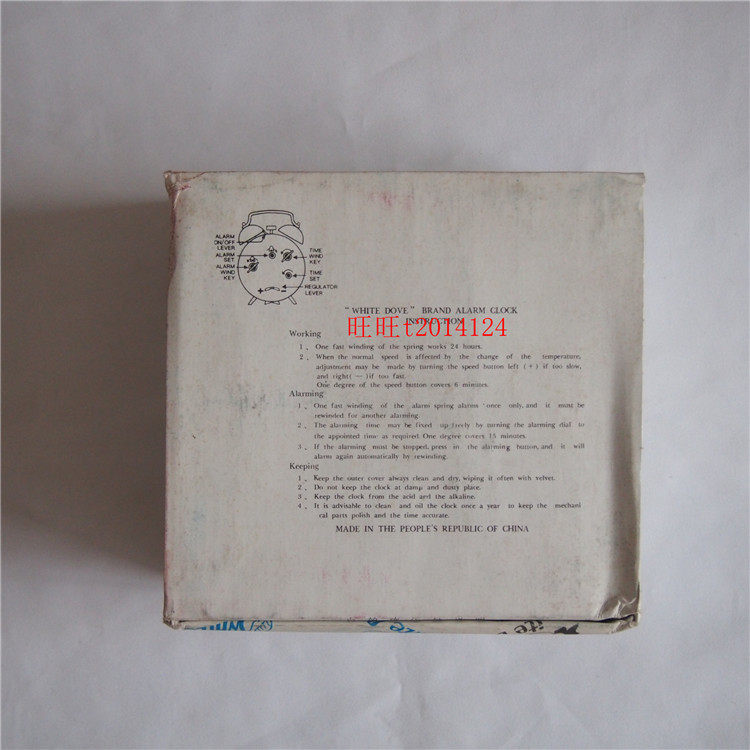 ALARM
ON/OFF
LEVER
ALARM
SET
ALARM
WIND
KEY
TIME
WIND
KEY
TIME
SET
REGULATOR
LEVER
"WHITE DOVE" BRAND ALARM CLOCK
INSTRUCTION
旺旺t2014124
Working
1、One fast winding of the spring works 24 hours.
2、When the normal speed is affected by the change of the temperature,
adjustment may be made by turning the speed button left (+) if too slow,
and right(－)if too fast.
One degree of the speed button covers 6 minutes.
Alarming
1、One fast winding of the alarm spring alarms once only, and it must be
rewinded for another alarming.
2、The alarming time may be fixed up freely by turning the alarming dial to
the appointed time as required One degree covers 15 minutes.
3、If the alarming must be stopped, press in the alarming button, and it will
alarm again automatically by rewinding.
Keeping
1、Keep the outer cover always clean and dry, wiping it often with velvet.
2、Do not keep the clock at damp and dusty place.
3、Keep the clock from the acid and the alkaline.
4、It is advisable to clean and oil the clock once a year to keep the mechani
cal parts polish and the time accurate.
MADE IN THE PEOPLE'S REPUBLIC OF CHINA